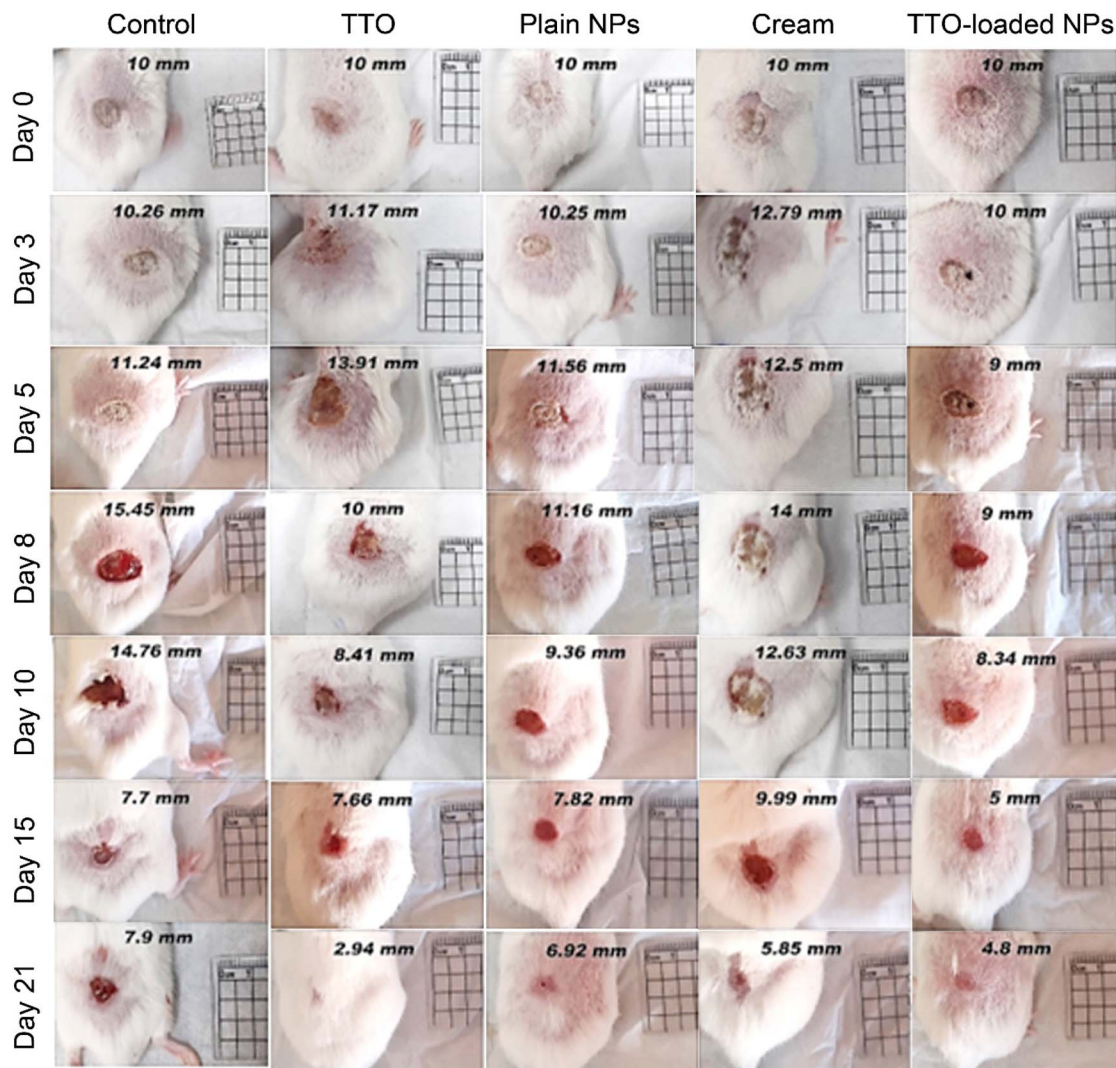 Control TTO Plain NPs Cream TTO-loaded NPs
Day 0
10 mm 10 mm 10 mm 10 mm 10 mm
Day 3
10.26 mm 11.17 mm 10.25 mm 12.79 mm 10 mm
Day 5
11.24 mm 13.91 mm 11.56 mm 12.5 mm 9 mm
Day 8
15.45 mm 10 mm 11.16 mm 14 mm 9 mm
Day 10
14.76 mm 8.41 mm 9.36 mm 12.63 mm 8.34 mm
Day 15
7.7 mm 7.66 mm 7.82 mm 9.99 mm 5 mm
Day 21
7.9 mm 2.94 mm 6.92 mm 5.85 mm 4.8 mm